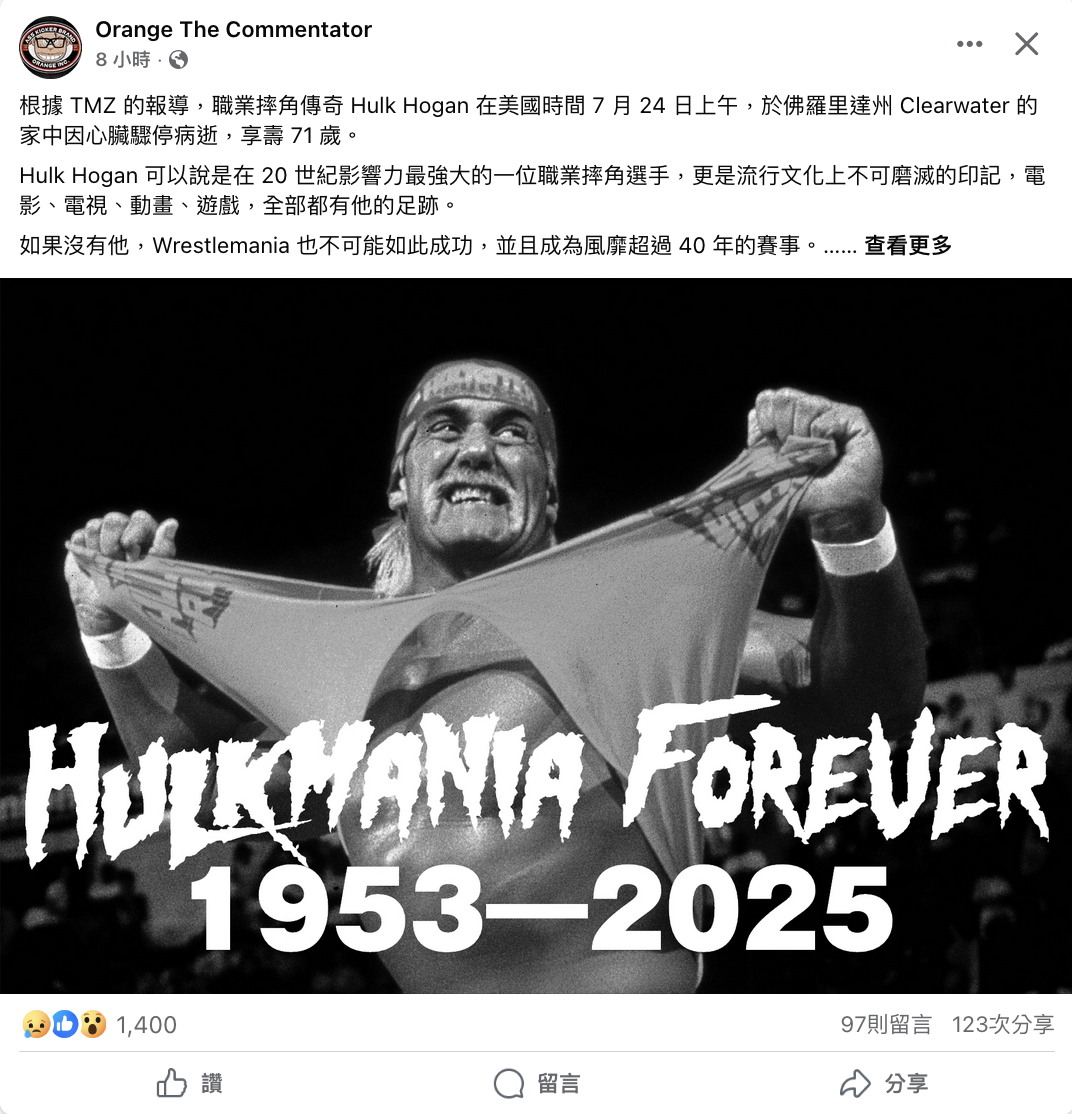 Orange The Commentator
8 小時 ·
根據 TMZ 的報導，職業摔角傳奇 Hulk Hogan 在美國時間 7 月 24 日上午，於佛羅里達州 Clearwater 的
家中因心臟驟停病逝，享壽 71 歲。
Hulk Hogan 可以說是在 20 世紀影響力最強大的一位職業摔角選手，更是流行文化上不可磨滅的印記，電
影、電視、動畫、遊戲，全部都有他的足跡。
如果沒有他，Wrestlemania 也不可能如此成功，並且成為風靡超過 40 年的賽事。...... 查看更多
HULKMANIA FOREVER
1953—2025
1,400
97則留言 123次分享
讚 留言 分享